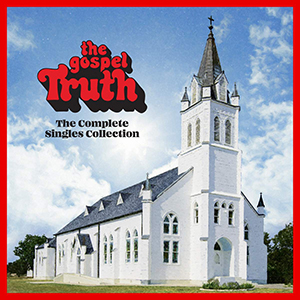 the
gospel
Truth
The Complete
Singles Collection